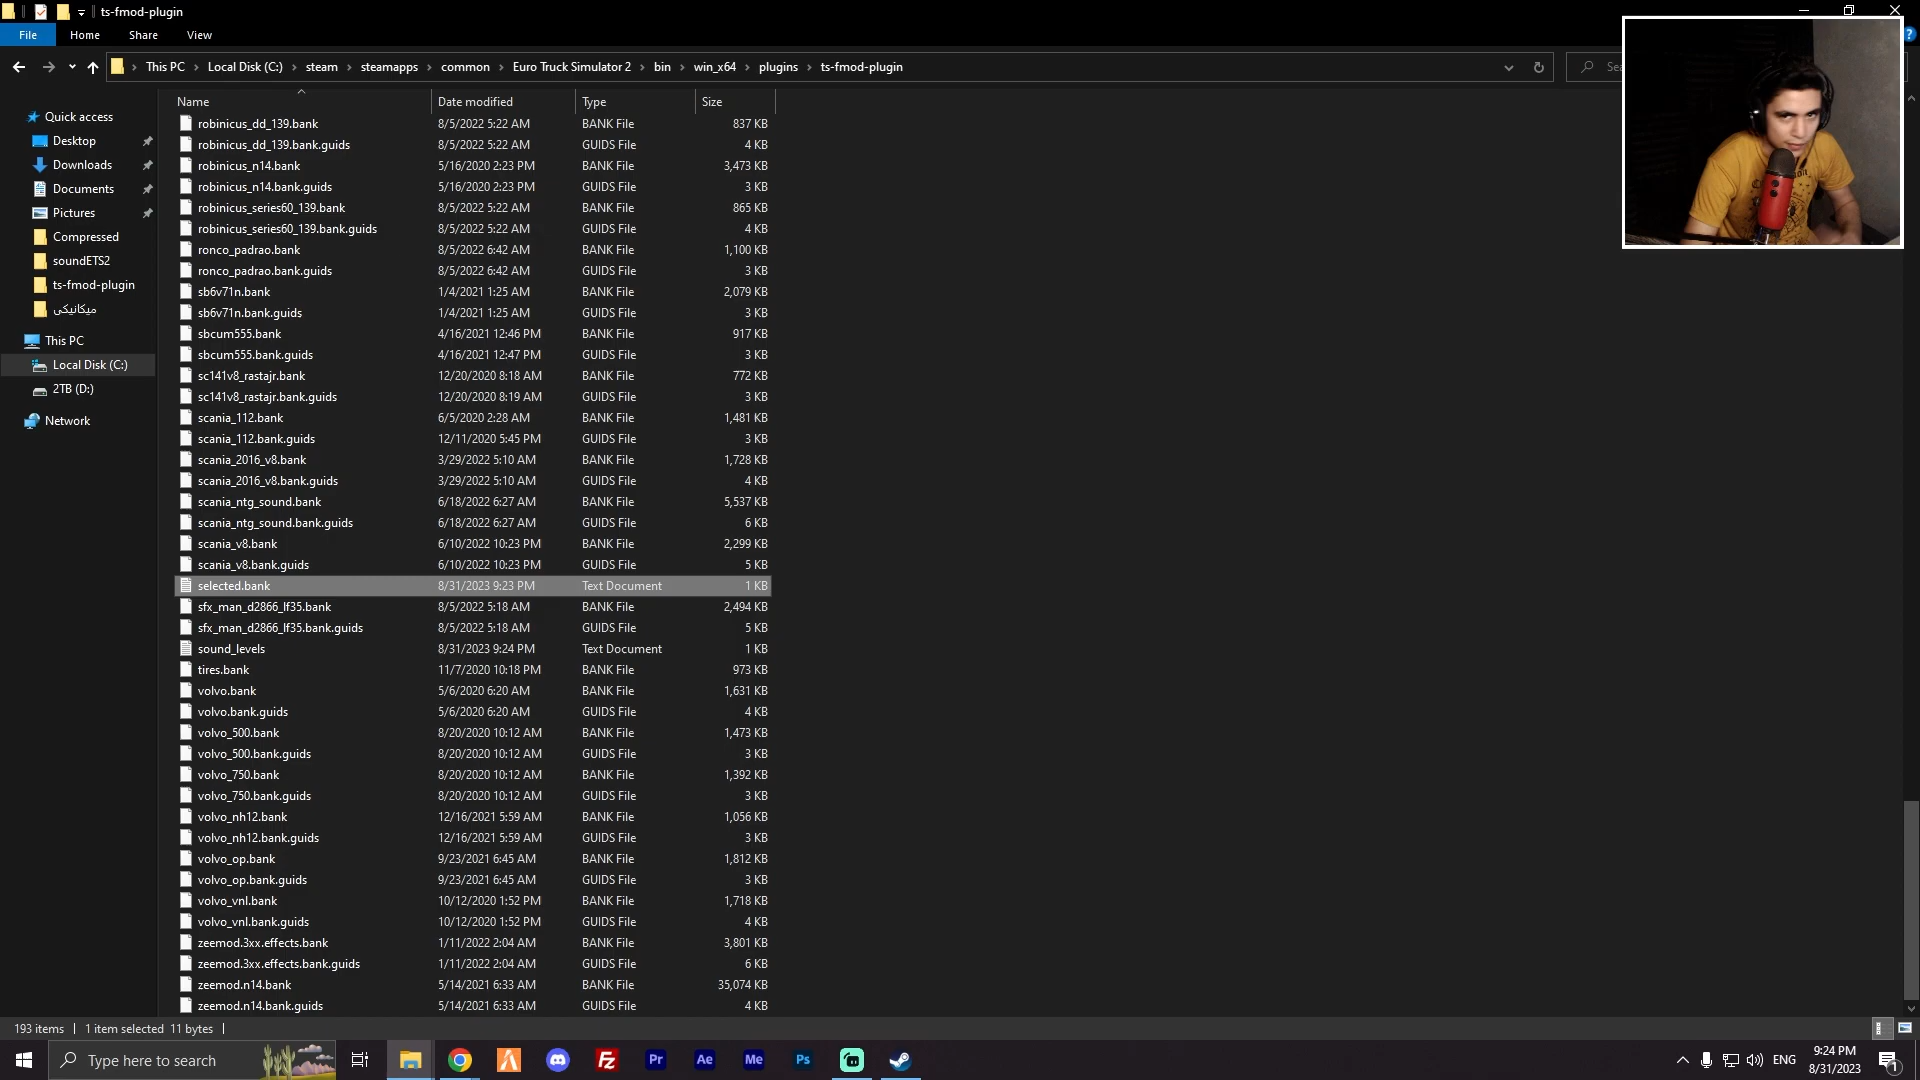 ts-fmod-plugin
File Home Share View
This PC Local Disk (C:) steam steamapps common Euro Truck Simulator 2 bin win_x64 plugins ts-fmod-plugin
Quick access
Desktop
Downloads
Documents
Pictures
Compressed
soundETS2
ts-fmod-plugin
میکانیکی
This PC
Local Disk (C:)
2TB (D:)
Network
Name Date modified Type Size
robinicus_dd_139.bank 8/5/2022 5:22 AM BANK File 837 KB
robinicus_dd_139.bank.guids 8/5/2022 5:22 AM GUIDS File 4 KB
robinicus_n14.bank 5/16/2020 2:23 PM BANK File 3,473 KB
robinicus_n14.bank.guids 5/16/2020 2:23 PM GUIDS File 3 KB
robinicus_series60_139.bank 8/5/2022 5:22 AM BANK File 865 KB
robinicus_series60_139.bank.guids 8/5/2022 5:22 AM GUIDS File 4 KB
ronco_padrao.bank 8/5/2022 6:42 AM BANK File 1,100 KB
ronco_padrao.bank.guids 8/5/2022 6:42 AM GUIDS File 3 KB
sb6v71n.bank 1/4/2021 1:25 AM BANK File 2,079 KB
sb6v71n.bank.guids 1/4/2021 1:25 AM GUIDS File 3 KB
sbcum555.bank 4/16/2021 12:46 PM BANK File 917 KB
sbcum555.bank.guids 4/16/2021 12:47 PM GUIDS File 3 KB
sc141v8_rastajr.bank 12/20/2020 8:18 AM BANK File 772 KB
sc141v8_rastajr.bank.guids 12/20/2020 8:19 AM GUIDS File 3 KB
scania_112.bank 6/5/2020 2:28 AM BANK File 1,481 KB
scania_112.bank.guids 12/11/2020 5:45 PM GUIDS File 3 KB
scania_2016_v8.bank 3/29/2022 5:10 AM BANK File 1,728 KB
scania_2016_v8.bank.guids 3/29/2022 5:10 AM GUIDS File 4 KB
scania_ntg_sound.bank 6/18/2022 6:27 AM BANK File 5,537 KB
scania_ntg_sound.bank.guids 6/18/2022 6:27 AM GUIDS File 6 KB
scania_v8.bank 6/10/2022 10:23 PM BANK File 2,299 KB
scania_v8.bank.guids 6/10/2022 10:23 PM GUIDS File 5 KB
selected.bank 8/31/2023 9:23 PM Text Document 1 KB
sfx_man_d2866_lf35.bank 8/5/2022 5:18 AM BANK File 2,494 KB
sfx_man_d2866_lf35.bank.guids 8/5/2022 5:18 AM GUIDS File 5 KB
sound_levels 8/31/2023 9:24 PM Text Document 1 KB
tires.bank 11/7/2020 10:18 PM BANK File 973 KB
volvo.bank 5/6/2020 6:20 AM BANK File 1,631 KB
volvo.bank.guids 5/6/2020 6:20 AM GUIDS File 4 KB
volvo_500.bank 8/20/2020 10:12 AM BANK File 1,473 KB
volvo_500.bank.guids 8/20/2020 10:12 AM GUIDS File 3 KB
volvo_750.bank 8/20/2020 10:12 AM BANK File 1,392 KB
volvo_750.bank.guids 8/20/2020 10:12 AM GUIDS File 3 KB
volvo_nh12.bank 12/16/2021 5:59 AM BANK File 1,056 KB
volvo_nh12.bank.guids 12/16/2021 5:59 AM GUIDS File 3 KB
volvo_op.bank 9/23/2021 6:45 AM BANK File 1,812 KB
volvo_op.bank.guids 9/23/2021 6:45 AM GUIDS File 3 KB
volvo_vnl.bank 10/12/2020 1:52 PM BANK File 1,718 KB
volvo_vnl.bank.guids 10/12/2020 1:52 PM GUIDS File 4 KB
zeemod.3xx.effects.bank 1/11/2022 2:04 AM BANK File 3,801 KB
zeemod.3xx.effects.bank.guids 1/11/2022 2:04 AM GUIDS File 6 KB
zeemod.n14.bank 5/14/2021 6:33 AM BANK File 35,074 KB
zeemod.n14.bank.guids 5/14/2021 6:33 AM GUIDS File 4 KB
193 items 1 item selected 11 bytes
Type here to search Pr Ae Me Ps ENG 9:24 PM
8/31/2023